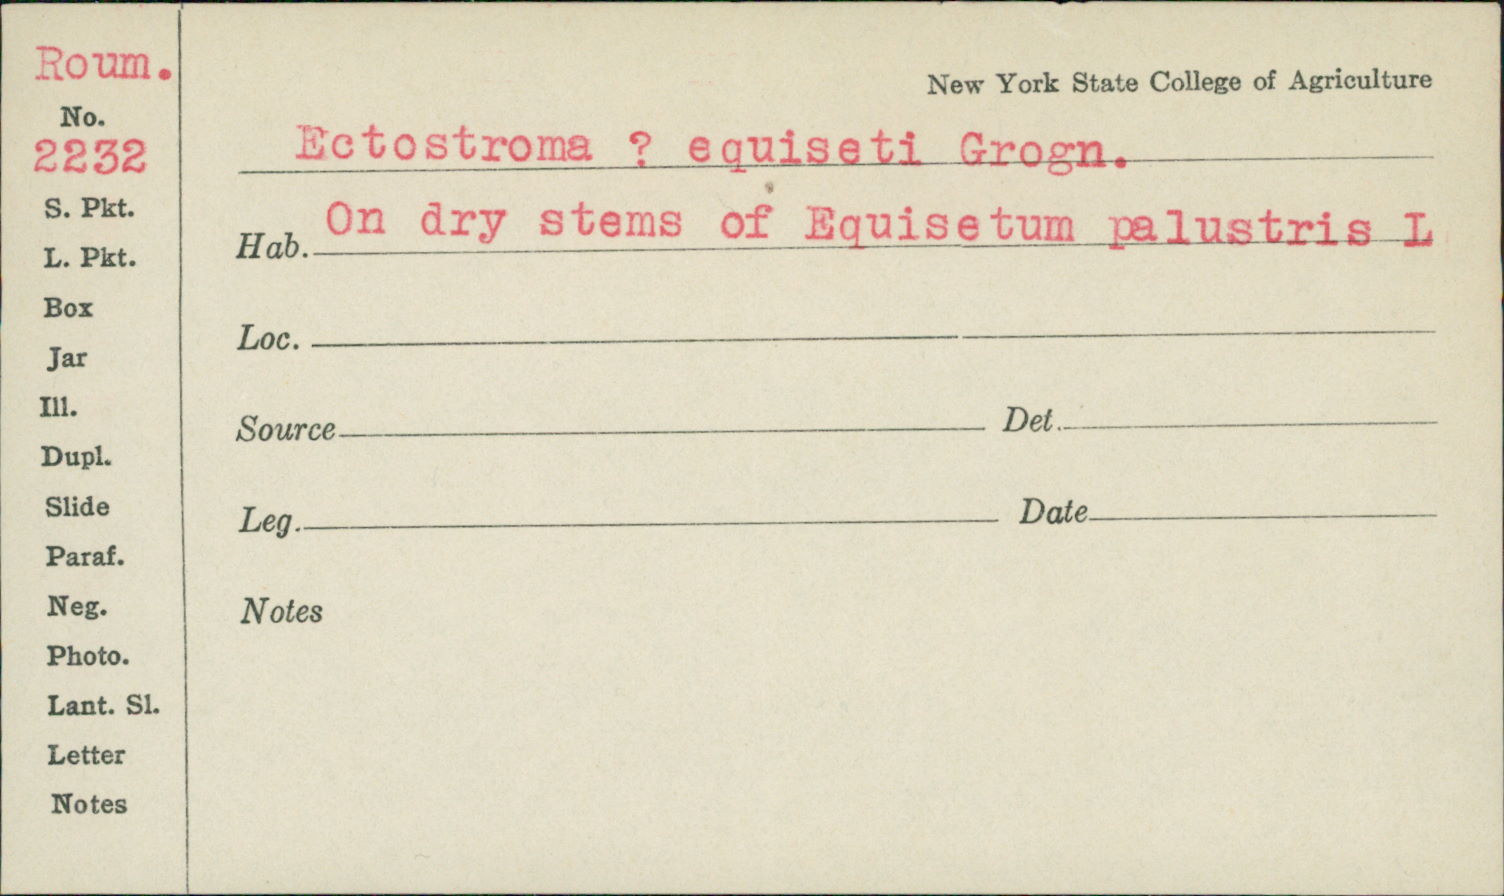 Roum.
No.
2232
S. Pkt.
L. Pkt.
Box
Jar
Ill.
Dupl.
Slide
Paraf.
Neg.
Photo.
Lant. Sl.
Letter
Notes
New York State College of Agriculture
Ectostroma ? equiseti Grogn.
Hab. On dry stems of Equisetum palustris L
Loc.
Source Det.
Leg. Date
Notes